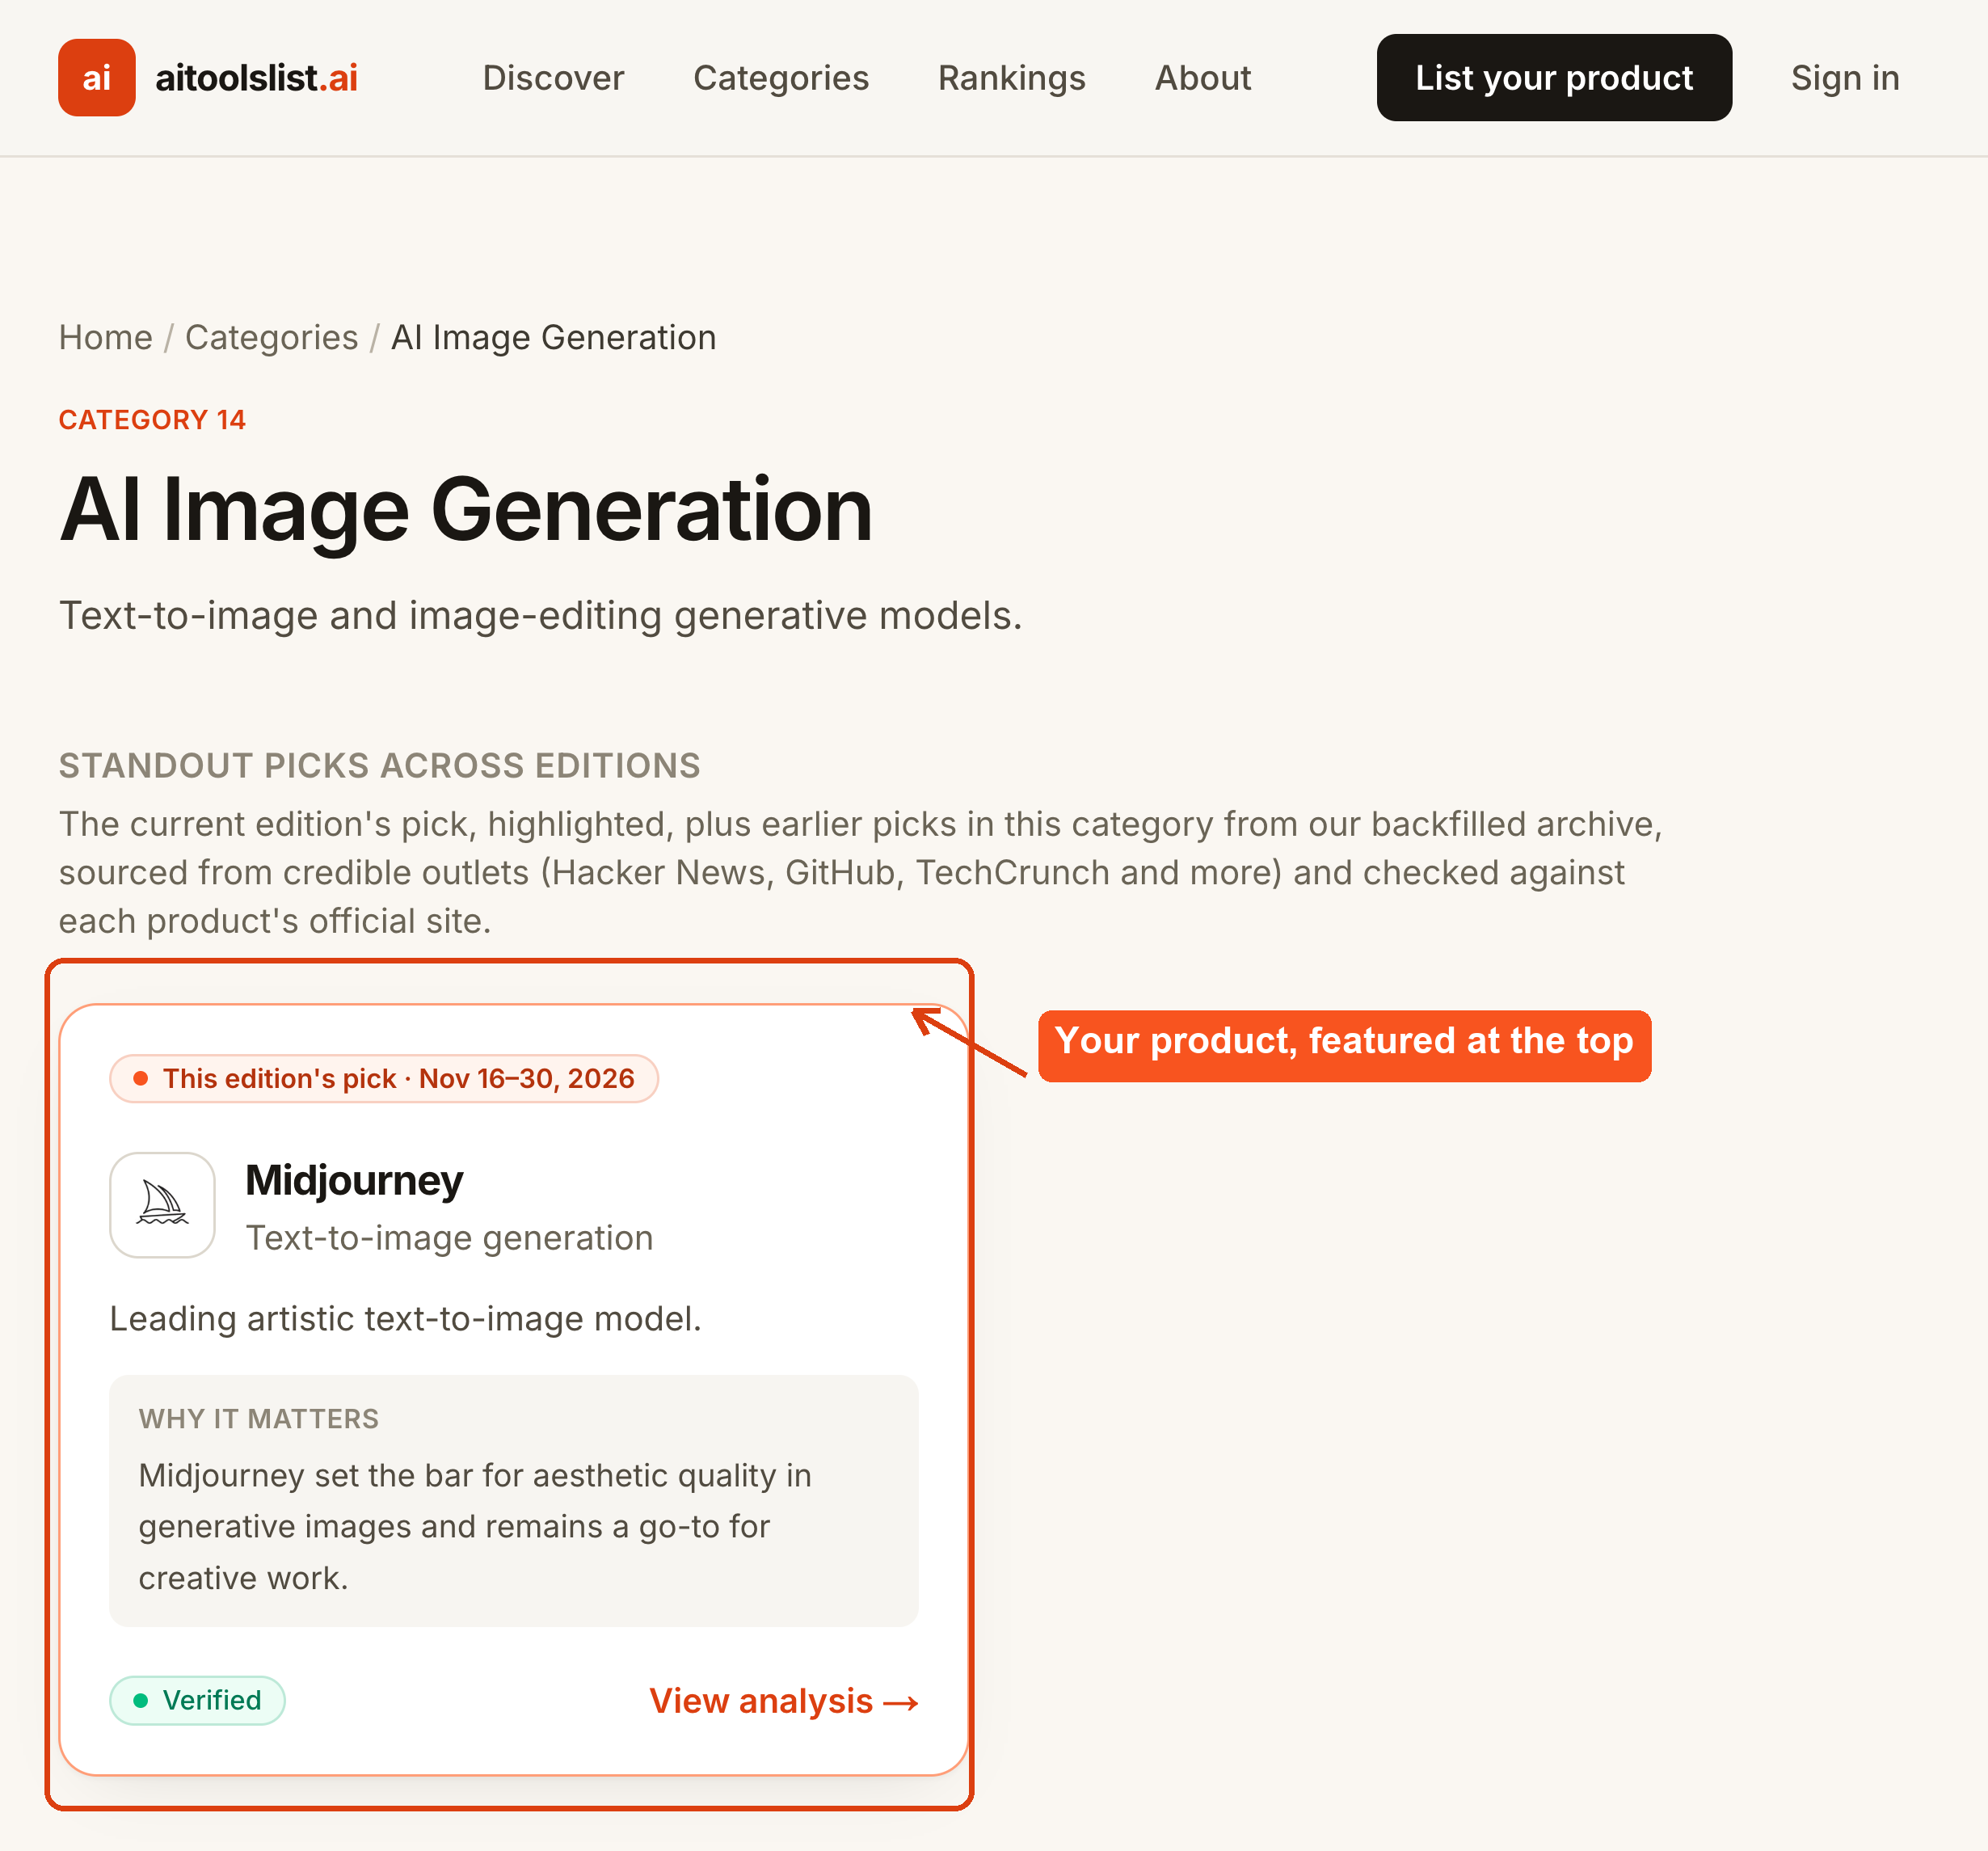 ai aitoolslist.ai Discover Categories Rankings About List your product Sign in
Home / Categories / AI Image Generation
CATEGORY 14
AI Image Generation
Text-to-image and image-editing generative models.
STANDOUT PICKS ACROSS EDITIONS
The current edition's pick, highlighted, plus earlier picks in this category from our backfilled archive,
sourced from credible outlets (Hacker News, GitHub, TechCrunch and more) and checked against
each product's official site.
Your product, featured at the top
This edition's pick · Nov 16–30, 2026
Midjourney
Text-to-image generation
Leading artistic text-to-image model.
WHY IT MATTERS
Midjourney set the bar for aesthetic quality in
generative images and remains a go-to for
creative work.
Verified View analysis →